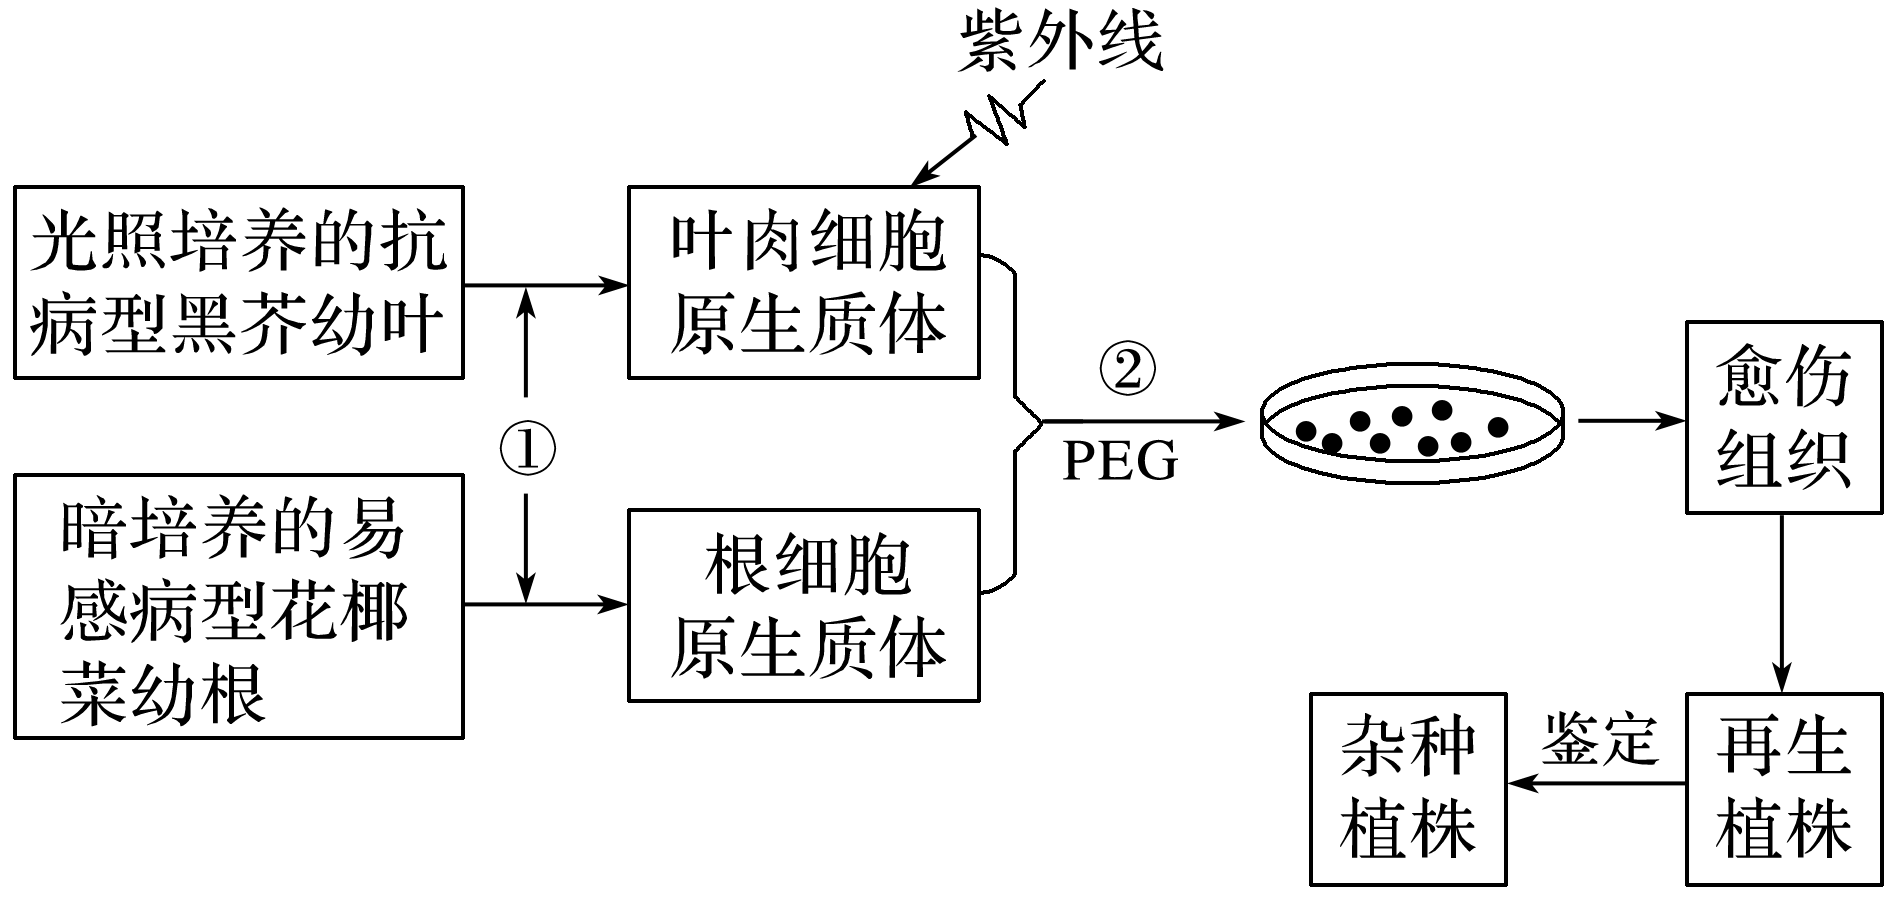 紫外线
光照培养的抗
病型黑芥幼叶
叶肉细胞
原生质体
①
②
PEG
愈伤
组织
暗培养的易
感病型花椰
菜幼根
根细胞
原生质体
杂种
植株
鉴定
再生
植株